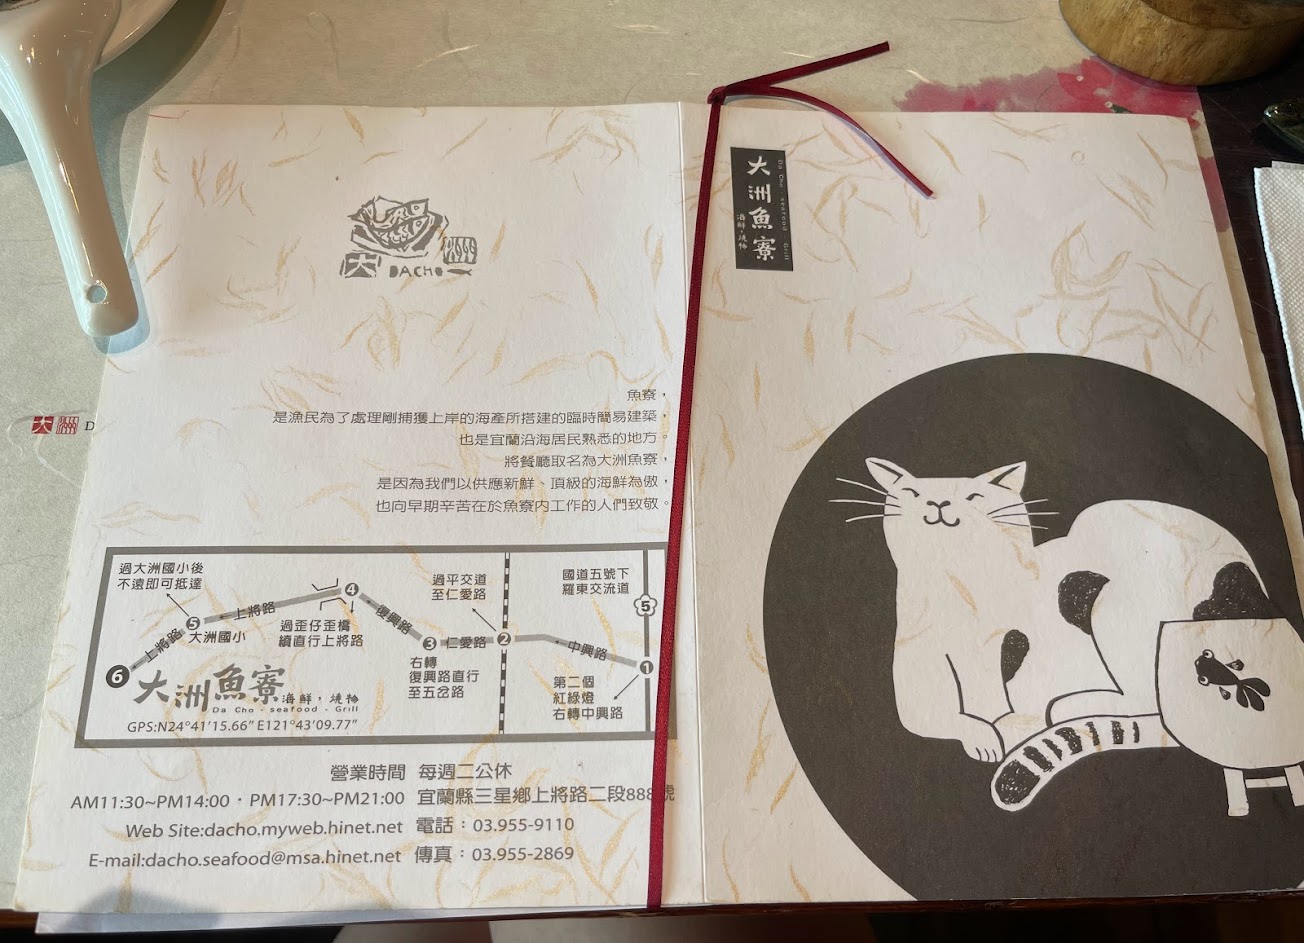 大洲魚寮
海鮮,燒物
Da Cho - seafood - Grill
大 洲
DACHO
大 洲 D
魚寮,
是漁民為了處理剛捕獲上岸的海產所搭建的臨時簡易建築,
也是宜蘭沿海居民熟悉的地方。
將餐廳取名為大洲魚寮,
是因為我們以供應新鮮、頂級的海鮮為傲,
也向早期辛苦在於魚寮內工作的人們致敬。
過大洲國小後
不遠即可抵達
5
大洲國小
上將路
上將路
4
過歪仔歪橋
續直行上將路
復興路
3
右轉
復興路直行
至五岔路
仁愛路
過平交道
至仁愛路
2
中興路
國道五號下
羅東交流道
5
1
第二個
紅綠燈
右轉中興路
6
大洲魚寮 海鮮,燒物
Da Cho - seafood - Grill
GPS:N24°41'15.66" E121°43'09.77"
營業時間 每週二公休
AM11:30~PM14:00・PM17:30~PM21:00 宜蘭縣三星鄉上將路二段888號
Web Site:dacho.myweb.hinet.net 電話:03.955-9110
E-mail:dacho.seafood@msa.hinet.net 傳真:03.955-2869